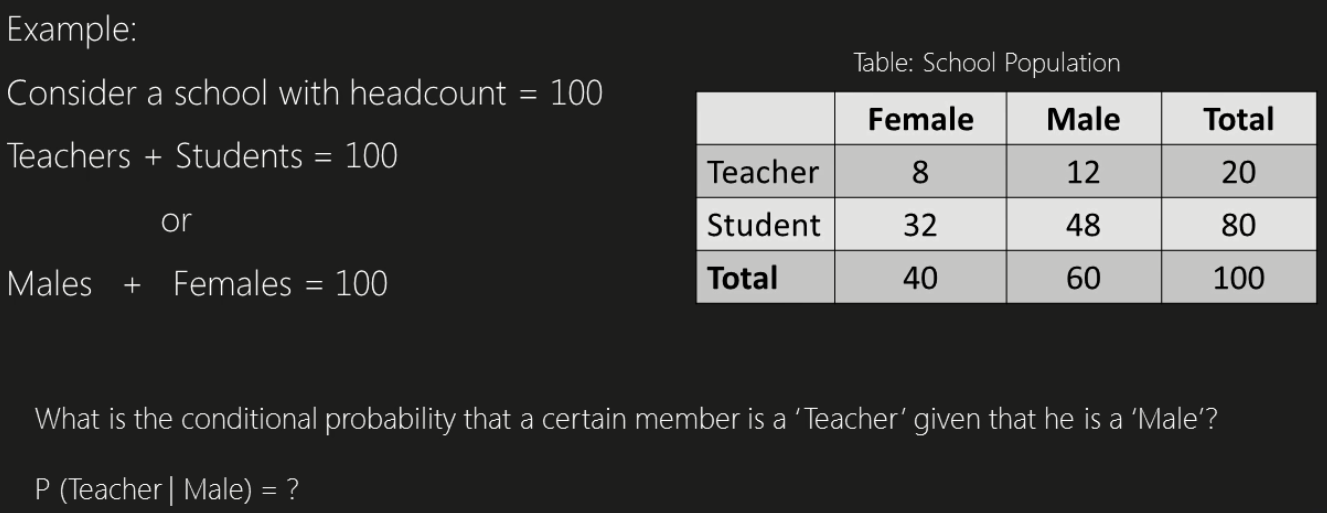 Example:
Consider a school with headcount = 100
Teachers + Students = 100
or
Males + Females = 100
Table: School Population
Female Male Total
Teacher 8 12 20
Student 32 48 80
Total 40 60 100
What is the conditional probability that a certain member is a ‘Teacher’ given that he is a ‘Male’?
P (Teacher | Male) = ?